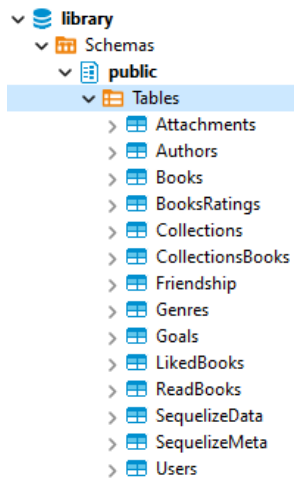 library
Schemas
public
Tables
Attachments
Authors
Books
BooksRatings
Collections
CollectionsBooks
Friendship
Genres
Goals
LikedBooks
ReadBooks
SequelizeData
SequelizeMeta
Users